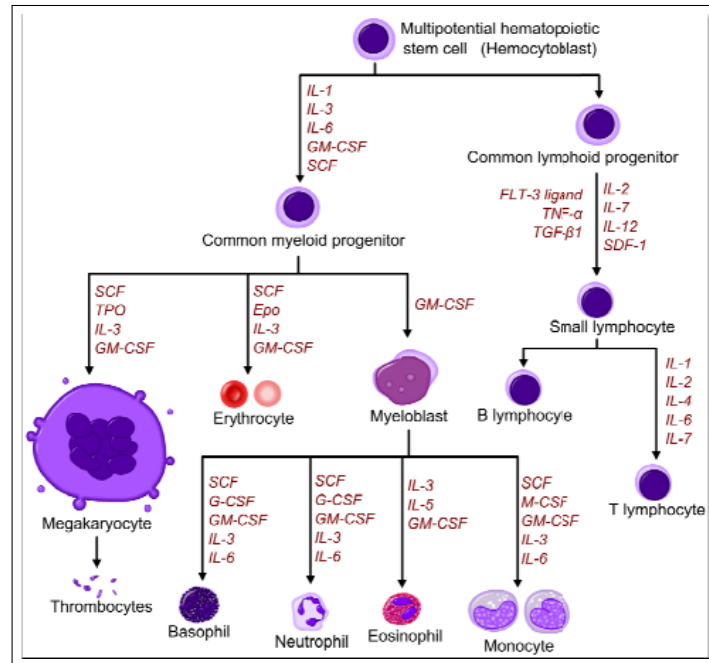 Multipotential hematopoietic
stem cell (Hemocytoblast)
IL-1
IL-3
IL-6
GM-CSF
SCF
Common lymphoid progenitor
FLT-3 ligand
TNF-α
TGF-β1
IL-2
IL-7
IL-12
SDF-1
Common myeloid progenitor
SCF
TPO
IL-3
GM-CSF
SCF
Epo
IL-3
GM-CSF
GM-CSF
Small lymphocyte
Erythrocyte
Myeloblast
B lymphocyte
IL-1
IL-2
IL-4
IL-6
IL-7
T lymphocyte
Megakaryocyte
Thrombocytes
SCF
G-CSF
GM-CSF
IL-3
IL-6
SCF
G-CSF
GM-CSF
IL-3
IL-6
IL-3
IL-5
GM-CSF
SCF
M-CSF
GM-CSF
IL-3
IL-6
Basophil
Neutrophil
Eosinophil
Monocyte